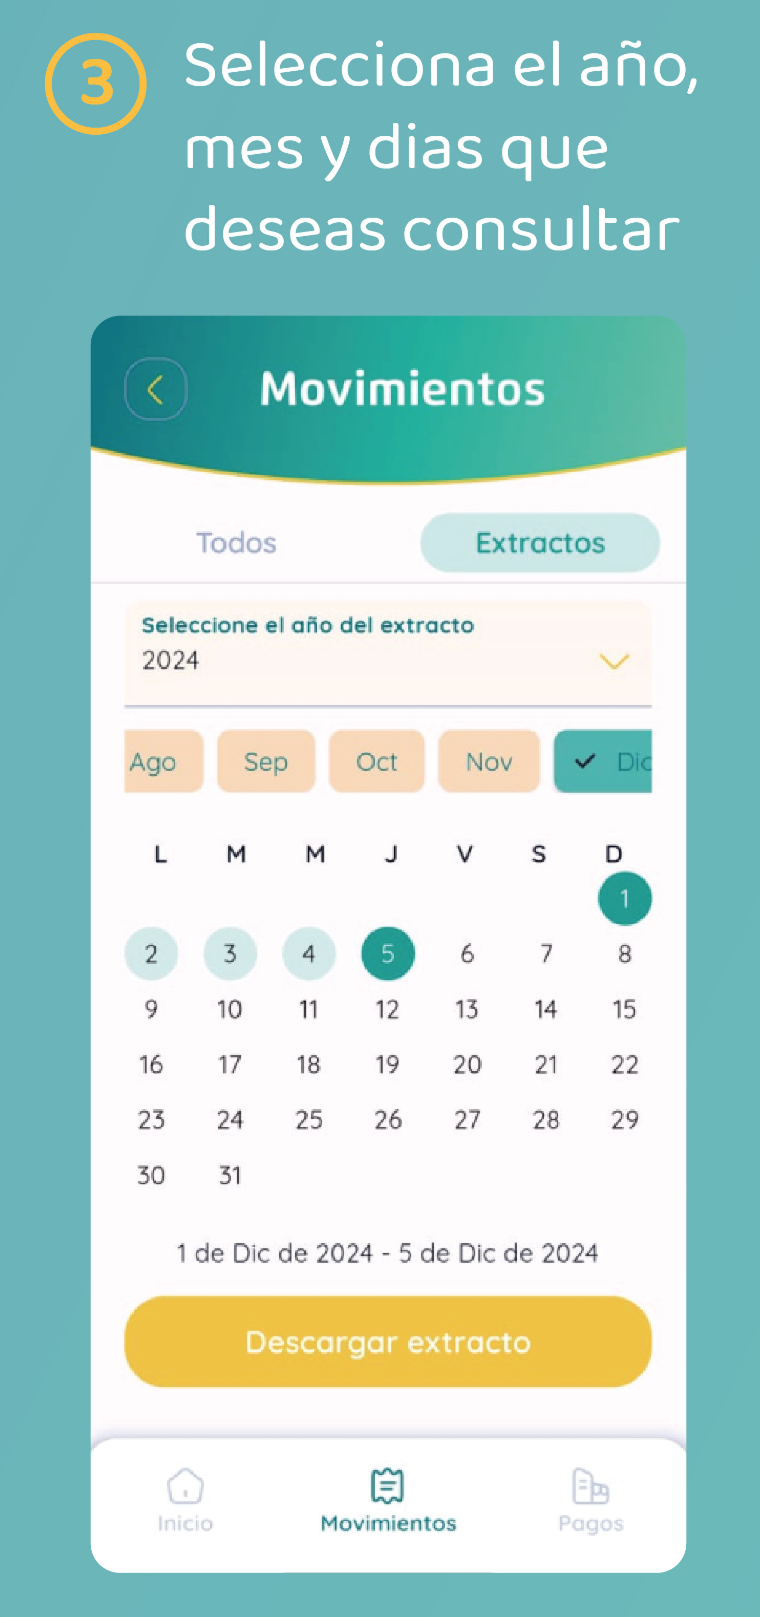 3
Selecciona el año,
mes y dias que
deseas consultar
Movimientos
Todos Extractos
Seleccione el año del extracto
2024
Ago Sep Oct Nov Dic
L M M J V S D
1
2 3 4 5 6 7 8
9 10 11 12 13 14 15
16 17 18 19 20 21 22
23 24 25 26 27 28 29
30 31
1 de Dic de 2024 - 5 de Dic de 2024
Descargar extracto
Inicio Movimientos Pagos